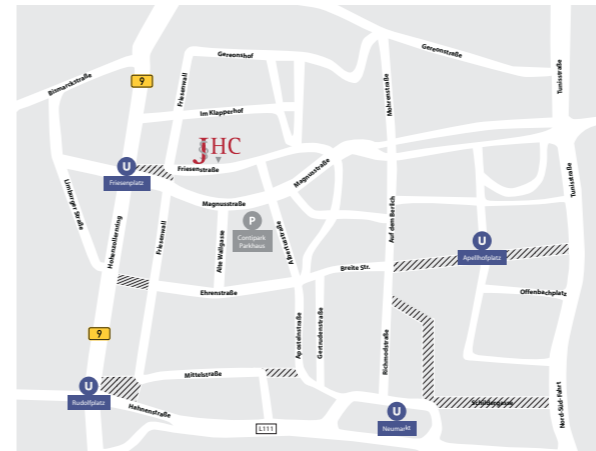 Gereonshof
Gereonstraße
Bismarckstraße
9
Friesenwall
Mohrenstraße
Tunisstraße
Im Klapperhof
JHC
U
Friesenplatz
Friesenstraße
Magnusstraße
Limburger Straße
Tunisstraße
Magnusstraße
P
Contipark
Parkhaus
Hohenzollernring
Friesenwall
Alte Wallgasse
Albertusstraße
Auf dem Berlich
U
Apellhofplatz
Breite Str.
Ehrenstraße
Offenbachplatz
9
Apostelnstraße
Gertrudenstraße
Richmodstraße
Mittelstraße
U
Rudolfplatz
Hahnenstraße
L111
U
Neumarkt
Schildergasse
Nord-Süd-Fahrt